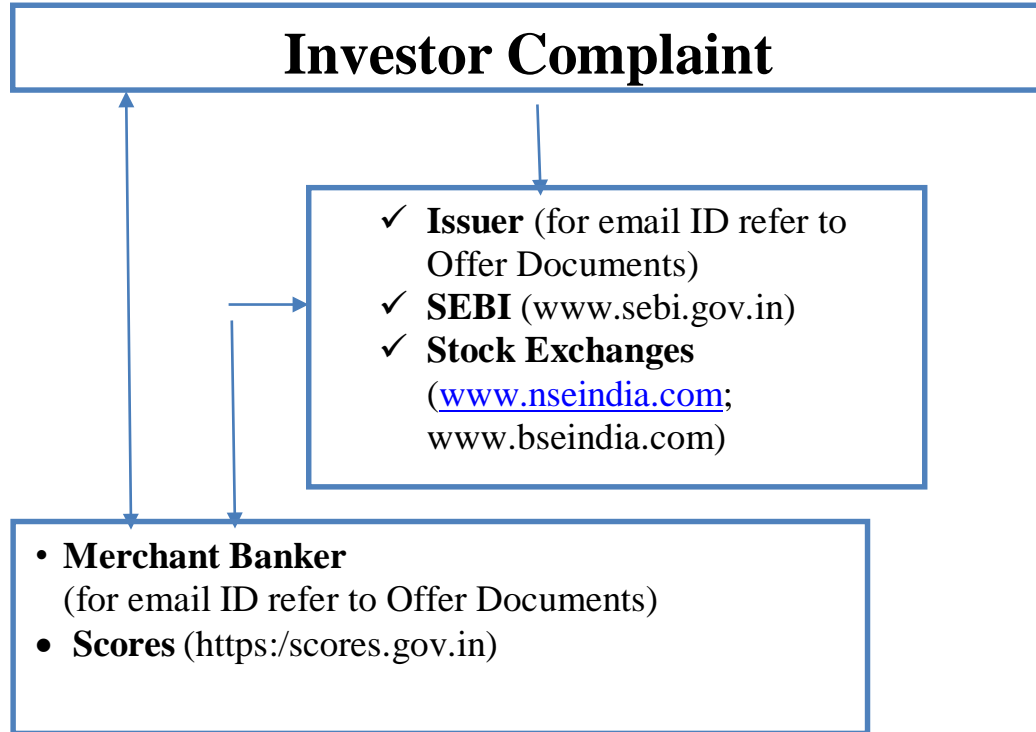 Investor Complaint
✓ Issuer (for email ID refer to
Offer Documents)
✓ SEBI (www.sebi.gov.in)
✓ Stock Exchanges
(www.nseindia.com;
www.bseindia.com)
• Merchant Banker
(for email ID refer to Offer Documents)
• Scores (https:/scores.gov.in)